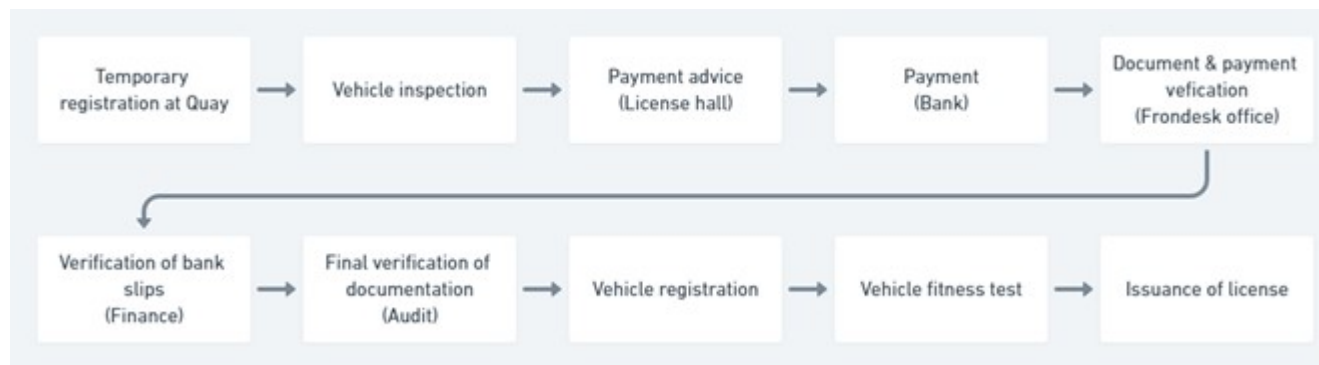 Temporary
registration at Quay
Vehicle inspection
Payment advice
(License hall)
Payment
(Bank)
Document & payment
vefication
(Frondesk office)
Verification of bank
slips
(Finance)
Final verification of
documentation
(Audit)
Vehicle registration
Vehicle fitness test
Issuance of license